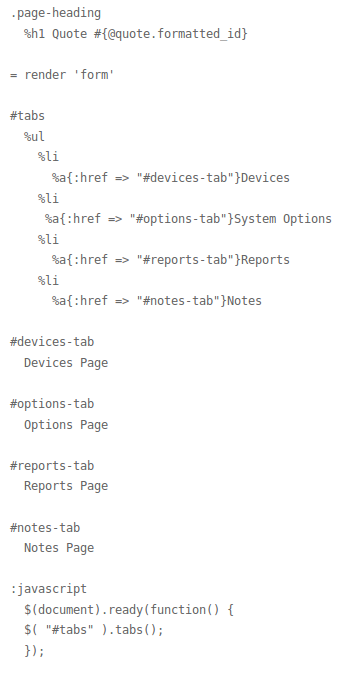 .page-heading
  %h1 Quote #{@quote.formatted_id}

= render 'form'

#tabs
  %ul
    %li
      %a{:href => "#devices-tab"}Devices
    %li
     %a{:href => "#options-tab"}System Options
    %li
      %a{:href => "#reports-tab"}Reports
    %li
      %a{:href => "#notes-tab"}Notes

#devices-tab
  Devices Page

#options-tab
  Options Page

#reports-tab
  Reports Page

#notes-tab
  Notes Page

:javascript
  $(document).ready(function() {
  $( "#tabs" ).tabs();
  });